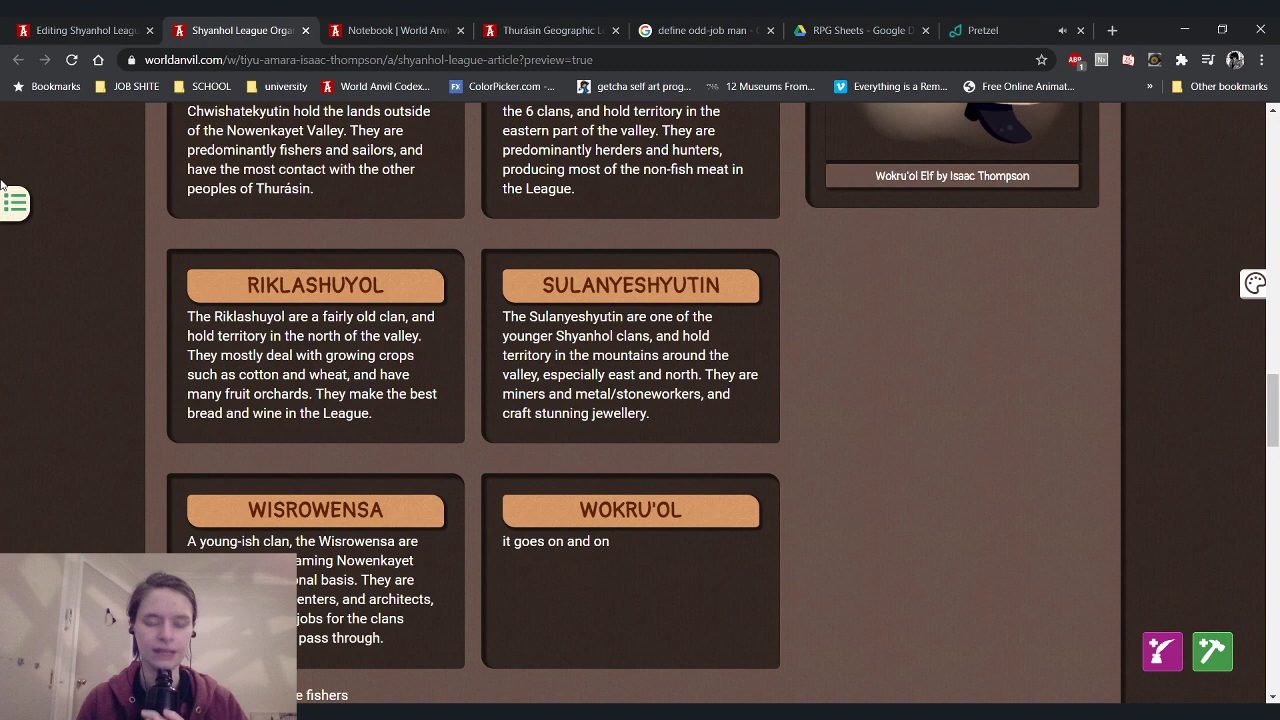 Editing Shyanhol Leag
Shyanhol League Orga
Notebook | World Anv
Thurásin Geographic L
define odd-job man -
RPG Sheets - Google D
Pretzel
worldanvil.com/w/tiyu-amara-isaac-thompson/a/shyanhol-league-article?preview=true
Bookmarks
JOB SHITE
SCHOOL
university
World Anvil Codex...
ColorPicker.com -...
getcha self art prog...
12 Museums From...
Everything is a Rem...
Free Online Animat...
»
Other bookmarks
Chwishatekyutin hold the lands outside
of the Nowenkayet Valley. They are
predominantly fishers and sailors, and
have the most contact with the other
peoples of Thurásin.
the 6 clans, and hold territory in the
eastern part of the valley. They are
predominantly herders and hunters,
producing most of the non-fish meat in
the League.
Wokru'ol Elf by Isaac Thompson
RIKLASHUYOL
The Riklashuyol are a fairly old clan, and
hold territory in the north of the valley.
They mostly deal with growing crops
such as cotton and wheat, and have
many fruit orchards. They make the best
bread and wine in the League.
SULANYESHYUTIN
The Sulanyeshyutin are one of the
younger Shyanhol clans, and hold
territory in the mountains around the
valley, especially east and north. They are
miners and metal/stoneworkers, and
craft stunning jewellery.
WISROWENSA
A young-ish clan, the Wisrowensa are
aming Nowenkayet
onal basis. They are
enters, and architects,
jobs for the clans
pass through.
WOKRU'OL
it goes on and on
e fishers